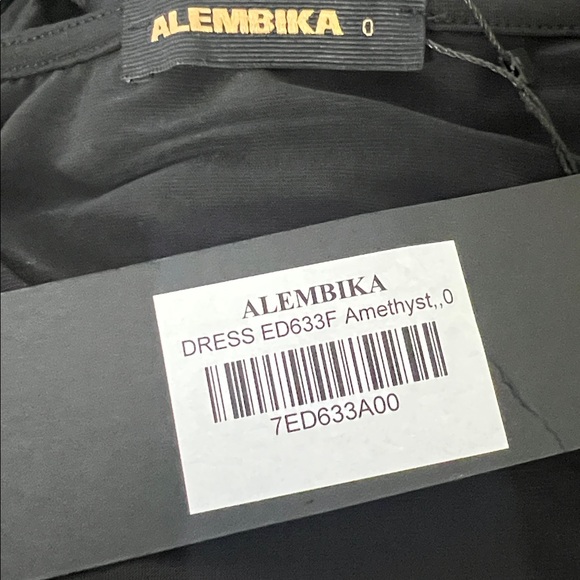 ALEMBIKA 0
ALEMBIKA
DRESS ED633F Amethyst,,0
7ED633A00